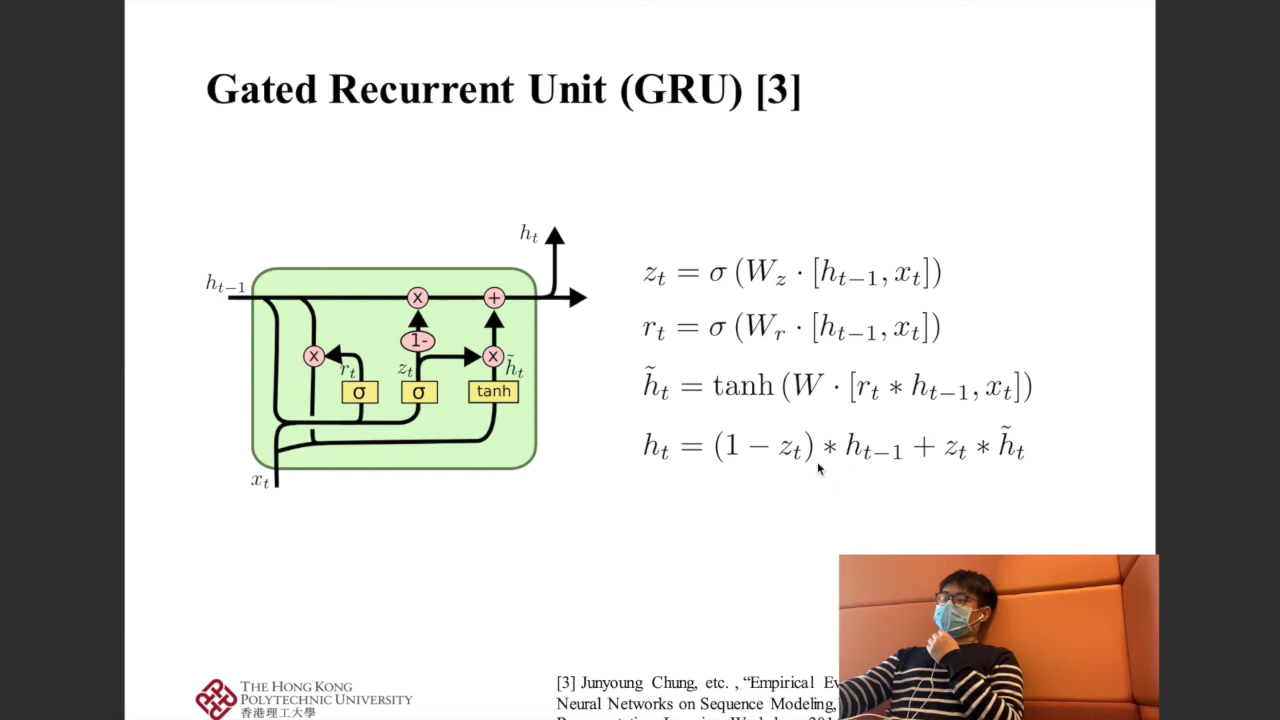 Gated Recurrent Unit (GRU) [3]
h_t
h_{t-1}
x
+
1-
x
x
r_t
z_t
h̃_t
σ
σ
tanh
x_t
z_t = σ (W_z · [h_{t-1}, x_t])
r_t = σ (W_r · [h_{t-1}, x_t])
h̃_t = tanh (W · [r_t * h_{t-1}, x_t])
h_t = (1 − z_t) * h_{t-1} + z_t * h̃_t
THE HONG KONG
POLYTECHNIC UNIVERSITY
香港理工大學
[3] Junyoung Chung, etc. , “Empirical
Neural Networks on Sequence Modeling,